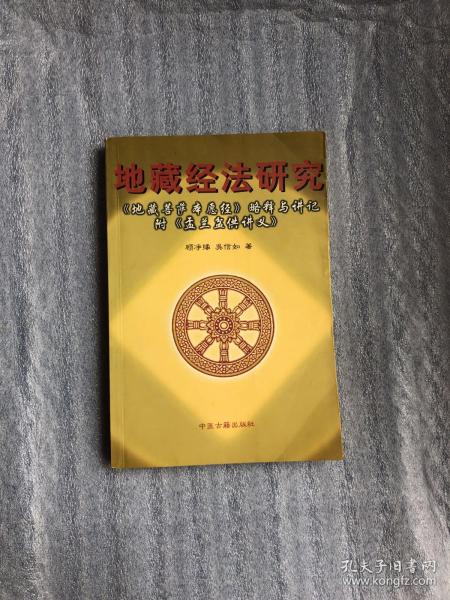 地藏经法研究
《地藏菩萨本愿经》略释与讲记
附《盂兰盆供讲义》
顾净缘 吴信如 著
中医古籍出版社
孔夫子旧书网
www.kongfz.com